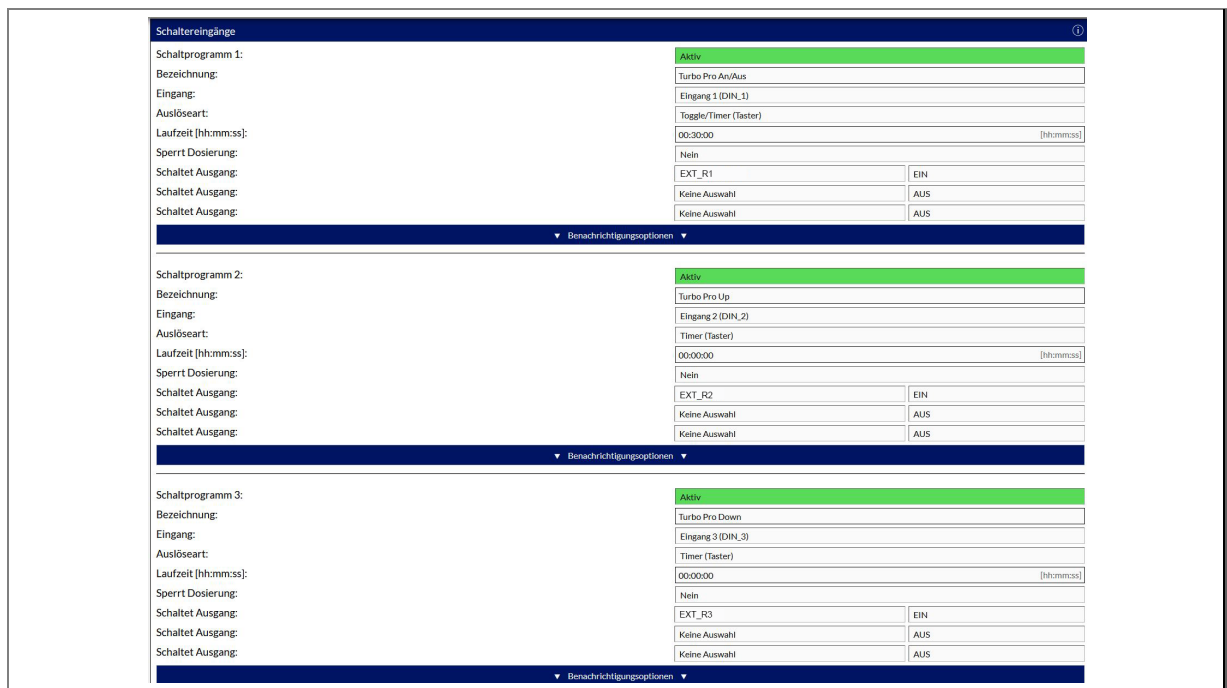 Schaltereingänge
Schaltprogramm 1: Aktiv
Bezeichnung: Turbo Pro An/Aus
Eingang: Eingang 1 (DIN_1)
Auslöseart: Toggle/Timer (Taster)
Laufzeit [hh:mm:ss]: 00:30:00 [hh:mm:ss]
Sperrt Dosierung: Nein
Schaltet Ausgang: EXT_R1 EIN
Schaltet Ausgang: Keine Auswahl AUS
Schaltet Ausgang: Keine Auswahl AUS
▼ Benachrichtigungsoptionen ▼
Schaltprogramm 2: Aktiv
Bezeichnung: Turbo Pro Up
Eingang: Eingang 2 (DIN_2)
Auslöseart: Timer (Taster)
Laufzeit [hh:mm:ss]: 00:00:00 [hh:mm:ss]
Sperrt Dosierung: Nein
Schaltet Ausgang: EXT_R2 EIN
Schaltet Ausgang: Keine Auswahl AUS
Schaltet Ausgang: Keine Auswahl AUS
▼ Benachrichtigungsoptionen ▼
Schaltprogramm 3: Aktiv
Bezeichnung: Turbo Pro Down
Eingang: Eingang 3 (DIN_3)
Auslöseart: Timer (Taster)
Laufzeit [hh:mm:ss]: 00:00:00 [hh:mm:ss]
Sperrt Dosierung: Nein
Schaltet Ausgang: EXT_R3 EIN
Schaltet Ausgang: Keine Auswahl AUS
Schaltet Ausgang: Keine Auswahl AUS
▼ Benachrichtigungsoptionen ▼